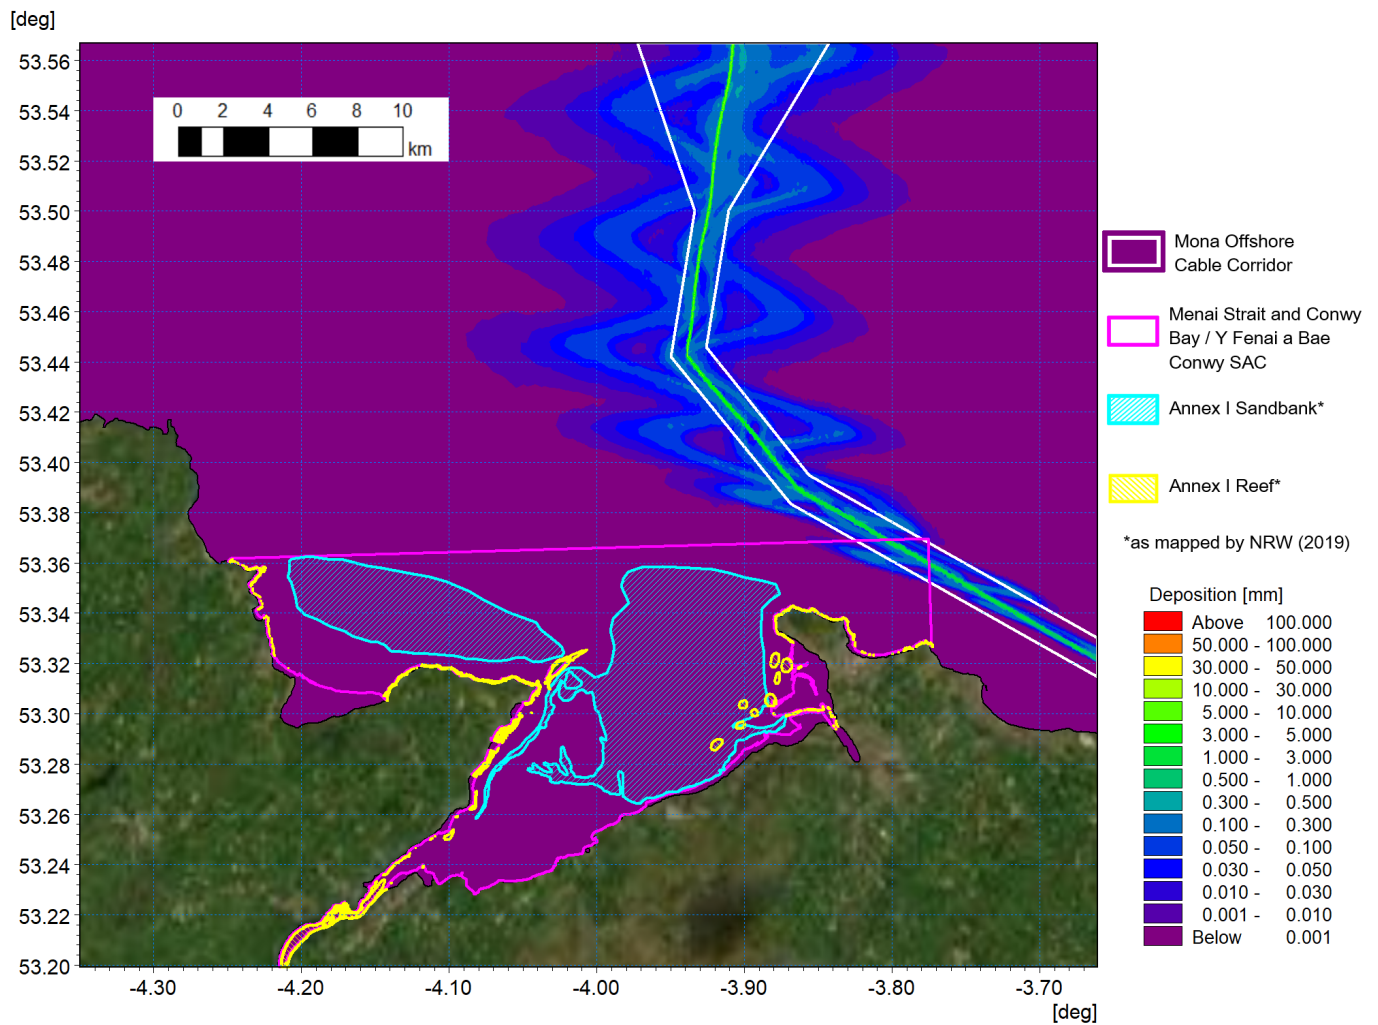 [deg]
53.56
53.54
53.52
53.50
53.48
53.46
53.44
53.42
53.40
53.38
53.36
53.34
53.32
53.30
53.28
53.26
53.24
53.22
53.20
0 2 4 6 8 10
km
-4.30 -4.20 -4.10 -4.00 -3.90 -3.80 -3.70
[deg]
Mona Offshore
Cable Corridor
Menai Strait and Conwy
Bay / Y Fenai a Bae
Conwy SAC
Annex I Sandbank*
Annex I Reef*
*as mapped by NRW (2019)
Deposition [mm]
Above 100.000
50.000 - 100.000
30.000 - 50.000
10.000 - 30.000
5.000 - 10.000
3.000 - 5.000
1.000 - 3.000
0.500 - 1.000
0.300 - 0.500
0.100 - 0.300
0.050 - 0.100
0.030 - 0.050
0.010 - 0.030
0.001 - 0.010
Below 0.001